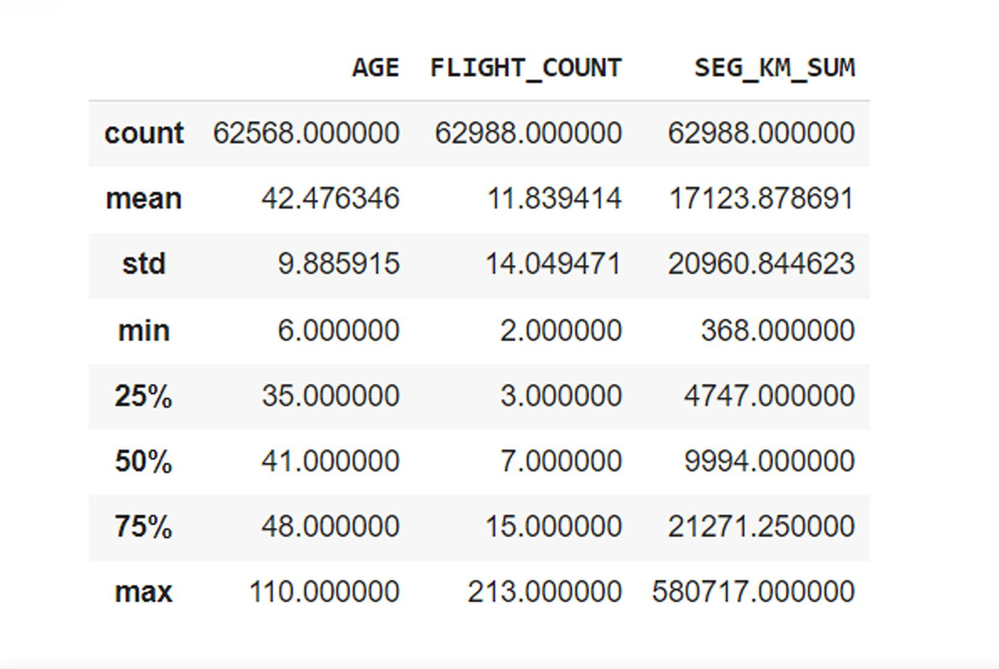 AGE FLIGHT_COUNT SEG_KM_SUM
count 62568.000000 62988.000000 62988.000000
mean 42.476346 11.839414 17123.878691
std 9.885915 14.049471 20960.844623
min 6.000000 2.000000 368.000000
25% 35.000000 3.000000 4747.000000
50% 41.000000 7.000000 9994.000000
75% 48.000000 15.000000 21271.250000
max 110.000000 213.000000 580717.000000